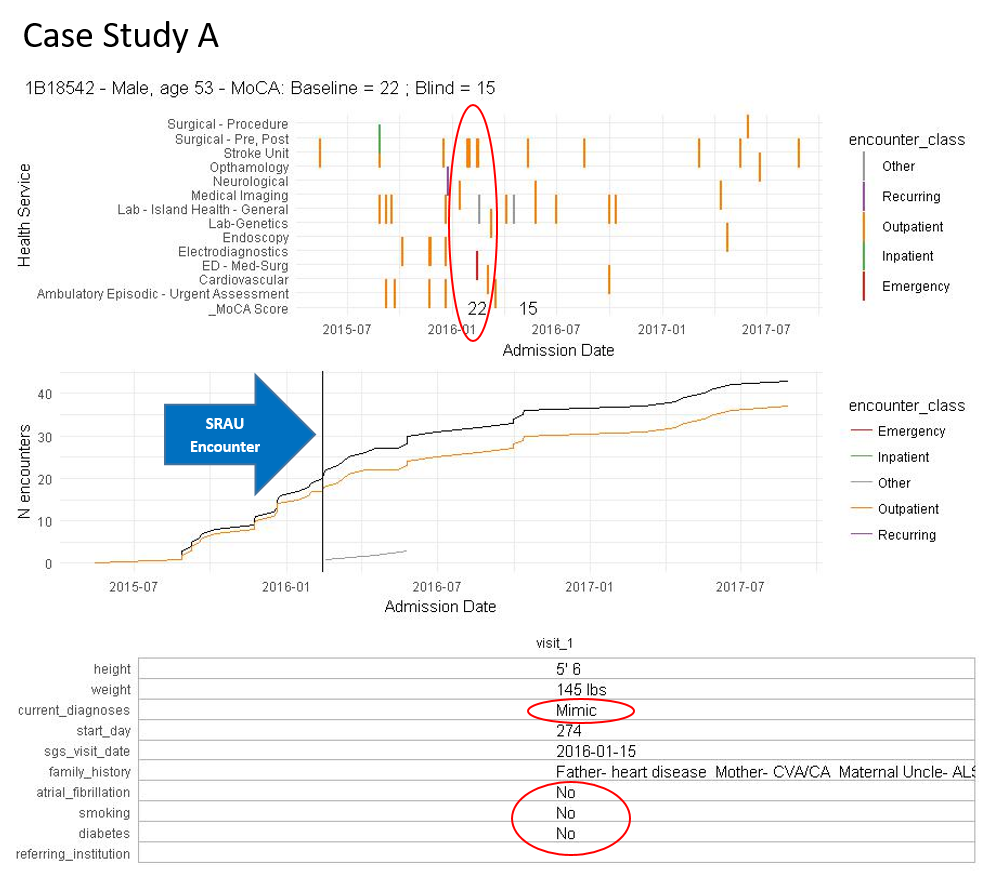 Case Study A
1B18542 - Male, age 53 - MoCA: Baseline = 22 ; Blind = 15
Health Service
Surgical - Procedure
Surgical - Pre, Post
Stroke Unit
Opthamology
Neurological
Medical Imaging
Lab - Island Health - General
Lab-Genetics
Endoscopy
Electrodiagnostics
ED - Med-Surg
Cardiovascular
Ambulatory Episodic - Urgent Assessment
_MoCA Score
22 15
2015-07 2016-01 2016-07 2017-01 2017-07
Admission Date
encounter_class
Other
Recurring
Outpatient
Inpatient
Emergency
N encounters
40
30
20
10
0
SRAU
Encounter
2015-07 2016-01 2016-07 2017-01 2017-07
Admission Date
encounter_class
Emergency
Inpatient
Other
Outpatient
Recurring
visit_1
height 5' 6
weight 145 lbs
current_diagnoses Mimic
start_day 274
sgs_visit_date 2016-01-15
family_history Father- heart disease Mother- CVA/CA Maternal Uncle- ALS
atrial_fibrillation No
smoking No
diabetes No
referring_institution